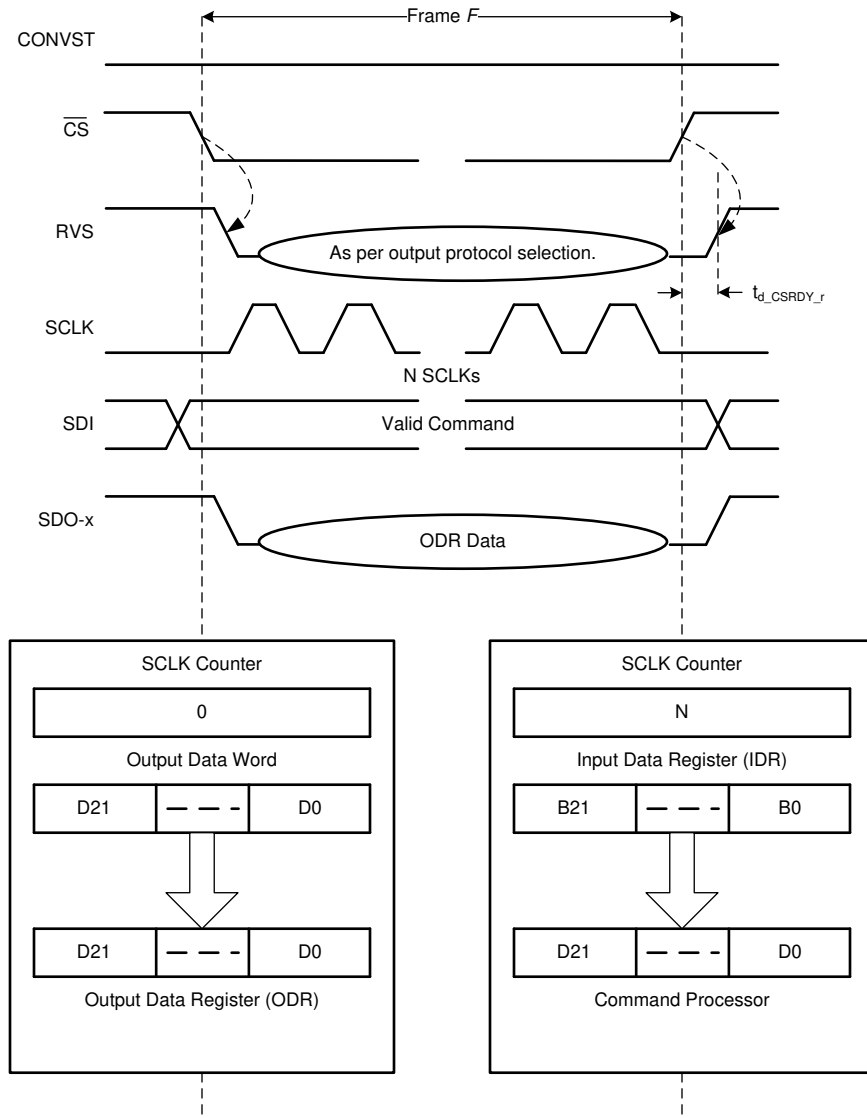 Frame F
CONVST
CS
RVS
As per output protocol selection.
td_CSRDY_r
SCLK
N SCLKs
SDI
Valid Command
SDO-x
ODR Data
SCLK Counter
0
Output Data Word
D21
D0
D21
D0
Output Data Register (ODR)
SCLK Counter
N
Input Data Register (IDR)
B21
B0
D21
D0
Command Processor